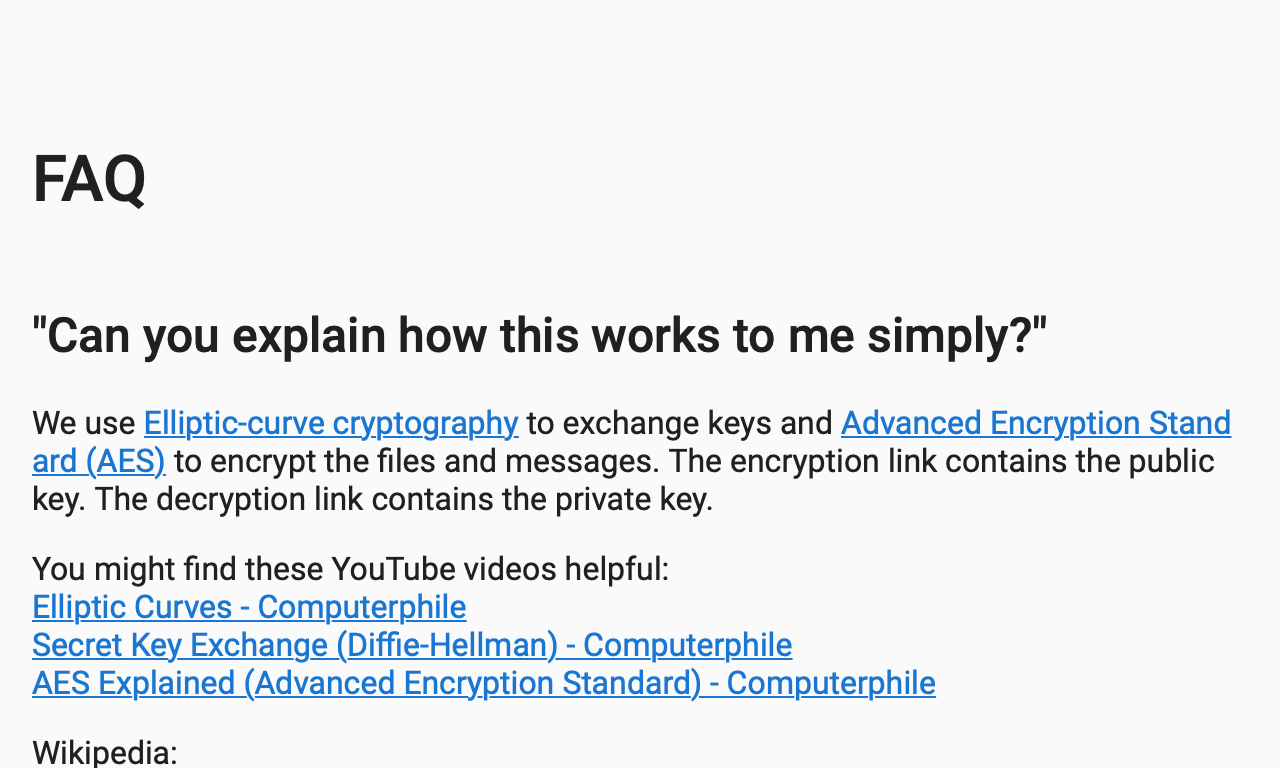 FAQ
"Can you explain how this works to me simply?"
We use Elliptic-curve cryptography to exchange keys and Advanced Encryption Stand
ard (AES) to encrypt the files and messages. The encryption link contains the public
key. The decryption link contains the private key.
You might find these YouTube videos helpful:
Elliptic Curves - Computerphile
Secret Key Exchange (Diffie-Hellman) - Computerphile
AES Explained (Advanced Encryption Standard) - Computerphile
Wikipedia: